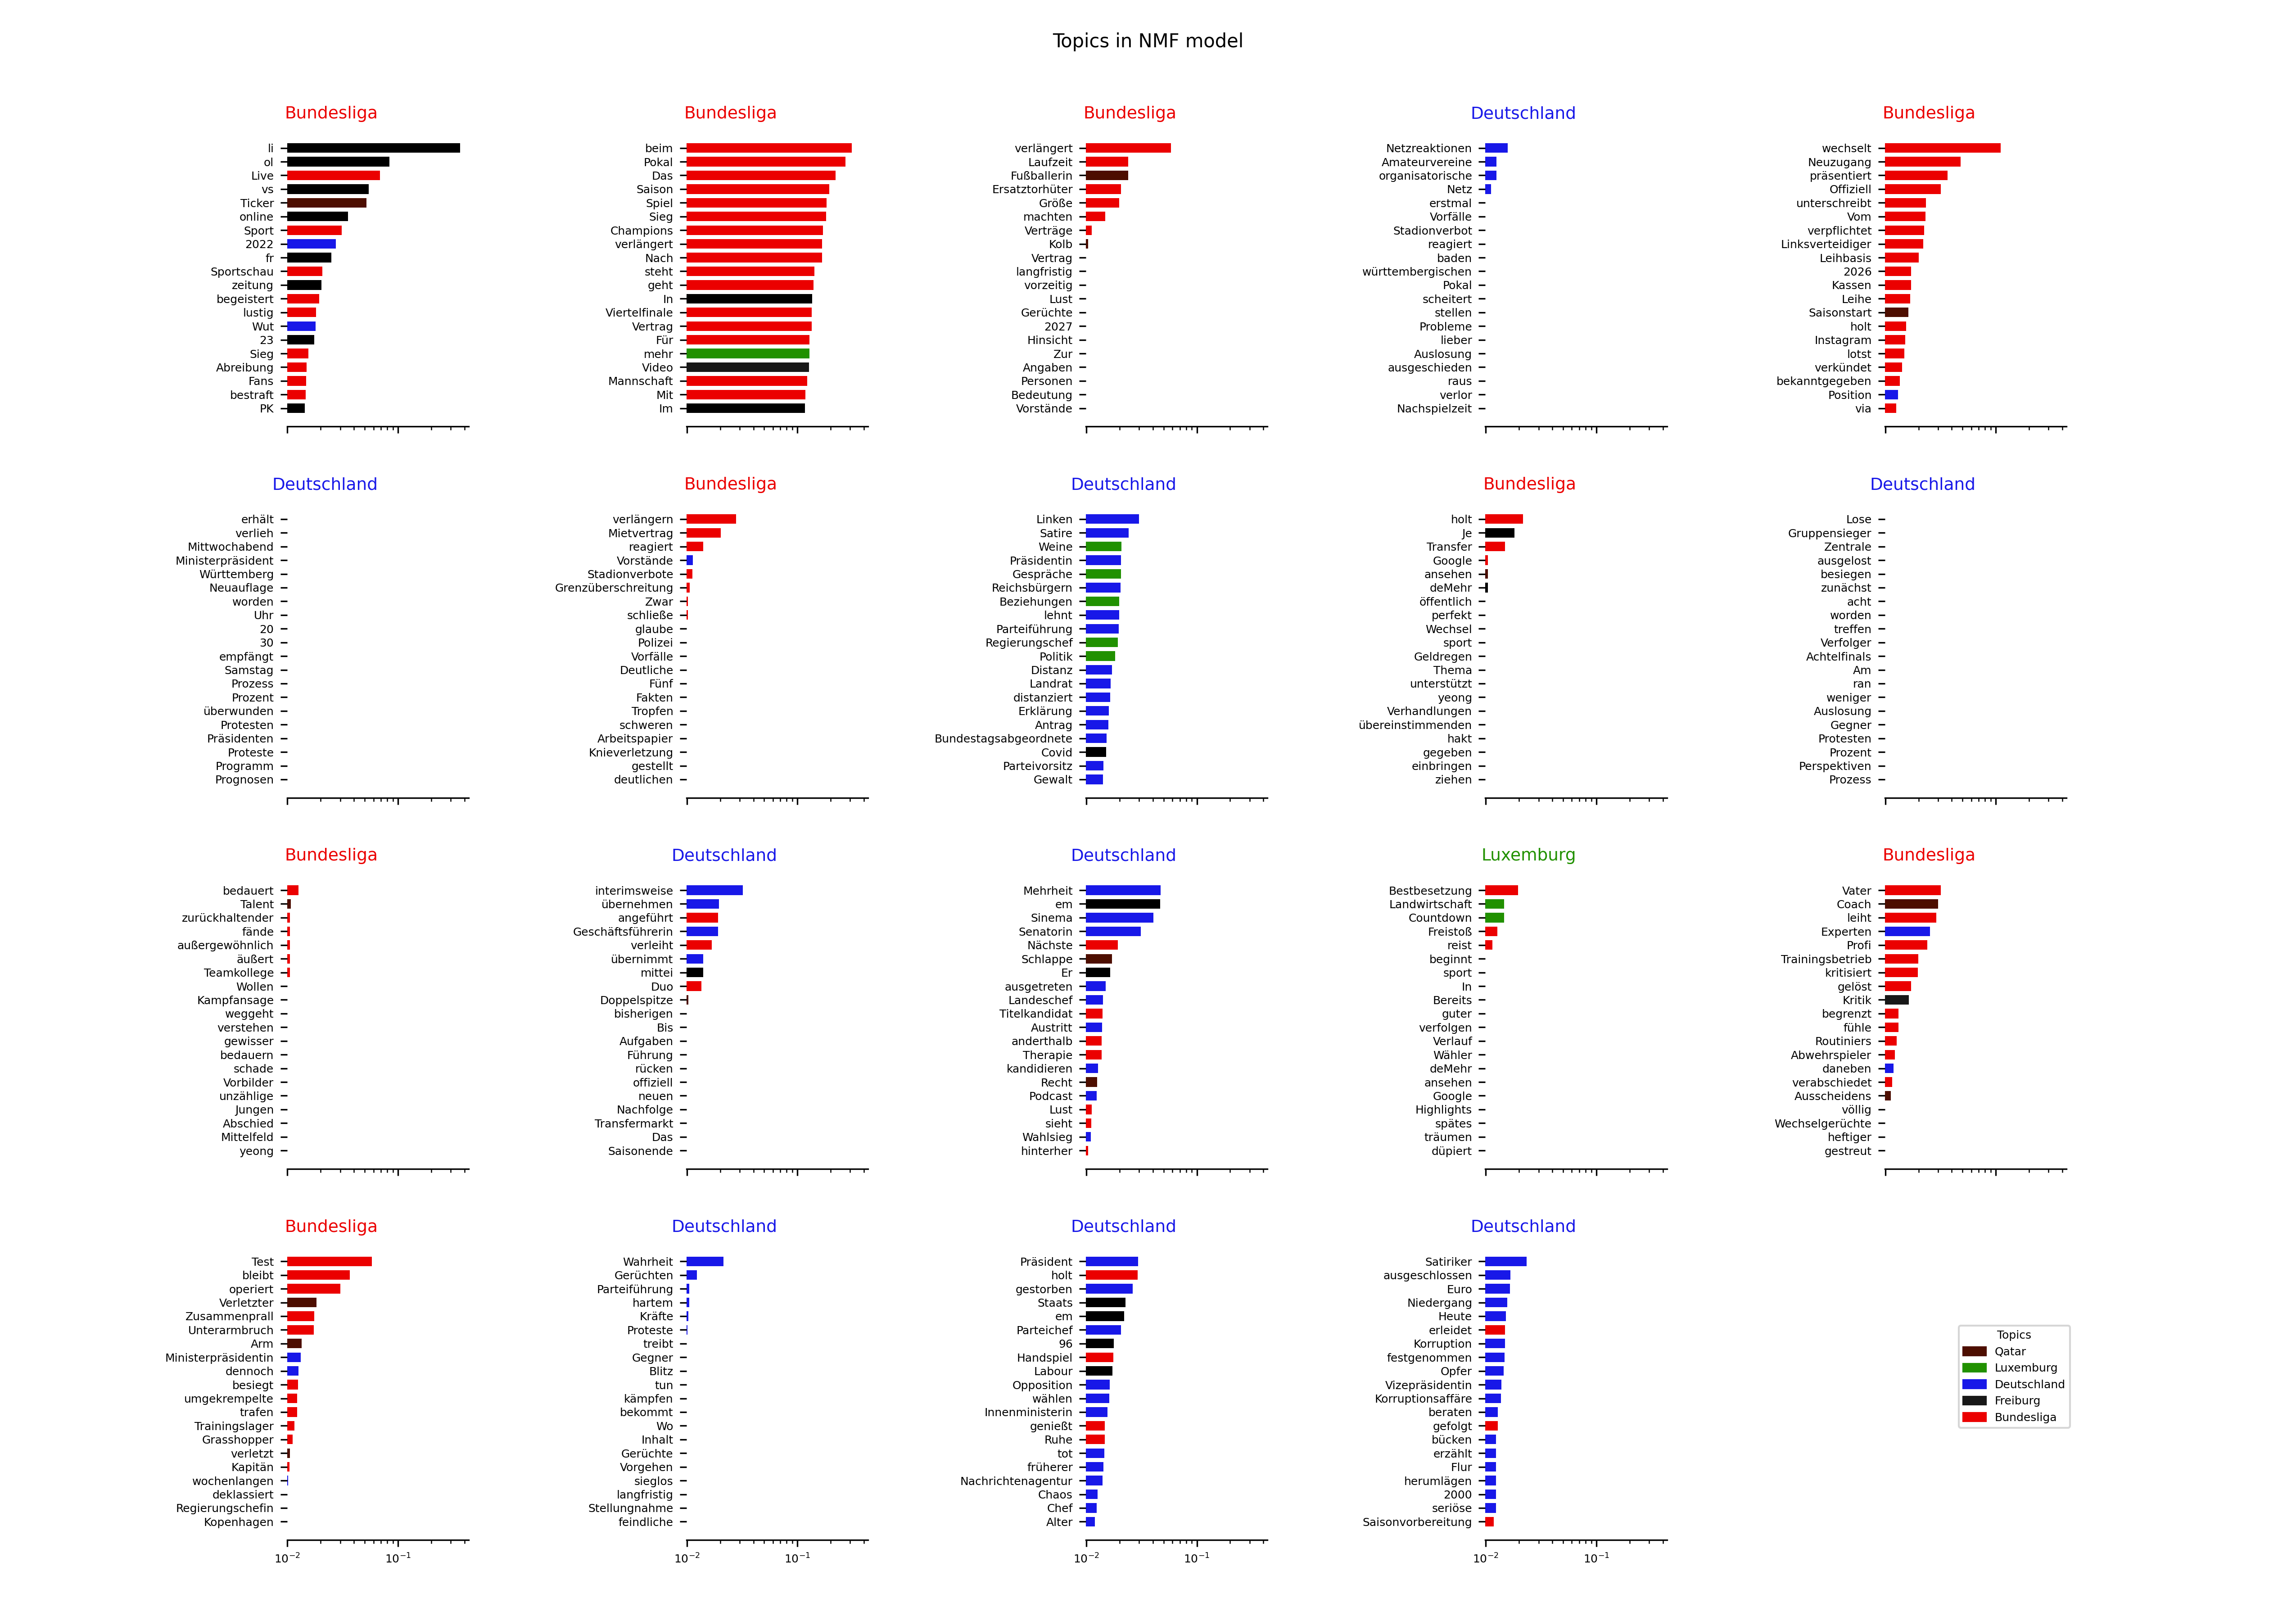 Topics in NMF model
Bundesliga
li
ol
Live
vs
Ticker
online
Sport
2022
fr
Sportschau
zeitung
begeistert
lustig
Wut
23
Sieg
Abreibung
Fans
bestraft
PK
Bundesliga
beim
Pokal
Das
Saison
Spiel
Sieg
Champions
verlängert
Nach
steht
geht
In
Viertelfinale
Vertrag
Für
mehr
Video
Mannschaft
Mit
Im
Bundesliga
verlängert
Laufzeit
Fußballerin
Ersatztorhüter
Größe
machten
Verträge
Kolb
Vertrag
langfristig
vorzeitig
Lust
Gerüchte
2027
Hinsicht
Zur
Angaben
Personen
Bedeutung
Vorstände
Deutschland
Netzreaktionen
Amateurvereine
organisatorische
Netz
erstmal
Vorfälle
Stadionverbot
reagiert
baden
württembergischen
Pokal
scheitert
stellen
Probleme
lieber
Auslosung
ausgeschieden
raus
verlor
Nachspielzeit
Bundesliga
wechselt
Neuzugang
präsentiert
Offiziell
unterschreibt
Vom
verpflichtet
Linksverteidiger
Leihbasis
2026
Kassen
Leihe
Saisonstart
holt
Instagram
lotst
verkündet
bekanntgegeben
Position
via
Deutschland
erhält
verlieh
Mittwochabend
Ministerpräsident
Württemberg
Neuauflage
worden
Uhr
20
30
empfängt
Samstag
Prozess
Prozent
überwunden
Protesten
Präsidenten
Proteste
Programm
Prognosen
Bundesliga
verlängern
Mietvertrag
reagiert
Vorstände
Stadionverbote
Grenzüberschreitung
Zwar
schließe
glaube
Polizei
Vorfälle
Deutliche
Fünf
Fakten
Tropfen
schweren
Arbeitspapier
Knieverletzung
gestellt
deutlichen
Deutschland
Linken
Satire
Weine
Präsidentin
Gespräche
Reichsbürgern
Beziehungen
lehnt
Parteiführung
Regierungschef
Politik
Distanz
Landrat
distanziert
Erklärung
Antrag
Bundestagsabgeordnete
Covid
Parteivorsitz
Gewalt
Bundesliga
holt
Je
Transfer
Google
ansehen
deMehr
öffentlich
perfekt
Wechsel
sport
Geldregen
Thema
unterstützt
yeong
Verhandlungen
übereinstimmenden
hakt
gegeben
einbringen
ziehen
Deutschland
Lose
Gruppensieger
Zentrale
ausgelost
besiegen
zunächst
acht
worden
treffen
Verfolger
Achtelfinals
Am
ran
weniger
Auslosung
Gegner
Protesten
Prozent
Perspektiven
Prozess
Bundesliga
bedauert
Talent
zurückhaltender
fände
außergewöhnlich
äußert
Teamkollege
Wollen
Kampfansage
weggeht
verstehen
gewisser
bedauern
schade
Vorbilder
unzählige
Jungen
Abschied
Mittelfeld
yeong
Deutschland
interimsweise
übernehmen
angeführt
Geschäftsführerin
verleiht
übernimmt
mittei
Duo
Doppelspitze
bisherigen
Bis
Aufgaben
Führung
rücken
offiziell
neuen
Nachfolge
Transfermarkt
Das
Saisonende
Deutschland
Mehrheit
em
Sinema
Senatorin
Nächste
Schlappe
Er
ausgetreten
Landeschef
Titelkandidat
Austritt
anderthalb
Therapie
kandidieren
Recht
Podcast
Lust
sieht
Wahlsieg
hinterher
Luxemburg
Bestbesetzung
Landwirtschaft
Countdown
Freistoß
reist
beginnt
sport
In
Bereits
guter
verfolgen
Verlauf
Wähler
deMehr
ansehen
Google
Highlights
spätes
träumen
düpiert
Bundesliga
Vater
Coach
leiht
Experten
Profi
Trainingsbetrieb
kritisiert
gelöst
Kritik
begrenzt
fühle
Routiniers
Abwehrspieler
daneben
verabschiedet
Ausscheidens
völlig
Wechselgerüchte
heftiger
gestreut
Bundesliga
Test
bleibt
operiert
Verletzter
Zusammenprall
Unterarmbruch
Arm
Ministerpräsidentin
dennoch
besiegt
umgekrempelte
trafen
Trainingslager
Grasshopper
verletzt
Kapitän
wochenlangen
deklassiert
Regierungschefin
Kopenhagen
10⁻² 10⁻¹
Deutschland
Wahrheit
Gerüchten
Parteiführung
hartem
Kräfte
Proteste
treibt
Gegner
Blitz
tun
kämpfen
bekommt
Wo
Inhalt
Gerüchte
Vorgehen
sieglos
langfristig
Stellungnahme
feindliche
10⁻² 10⁻¹
Deutschland
Präsident
holt
gestorben
Staats
em
Parteichef
96
Handspiel
Labour
Opposition
wählen
Innenministerin
genießt
Ruhe
tot
früherer
Nachrichtenagentur
Chaos
Chef
Alter
10⁻² 10⁻¹
Deutschland
Satiriker
ausgeschlossen
Euro
Niedergang
Heute
erleidet
Korruption
festgenommen
Opfer
Vizepräsidentin
Korruptionsaffäre
beraten
gefolgt
bücken
erzählt
Flur
herumlägen
2000
seriöse
Saisonvorbereitung
10⁻² 10⁻¹
Topics
Qatar
Luxemburg
Deutschland
Freiburg
Bundesliga